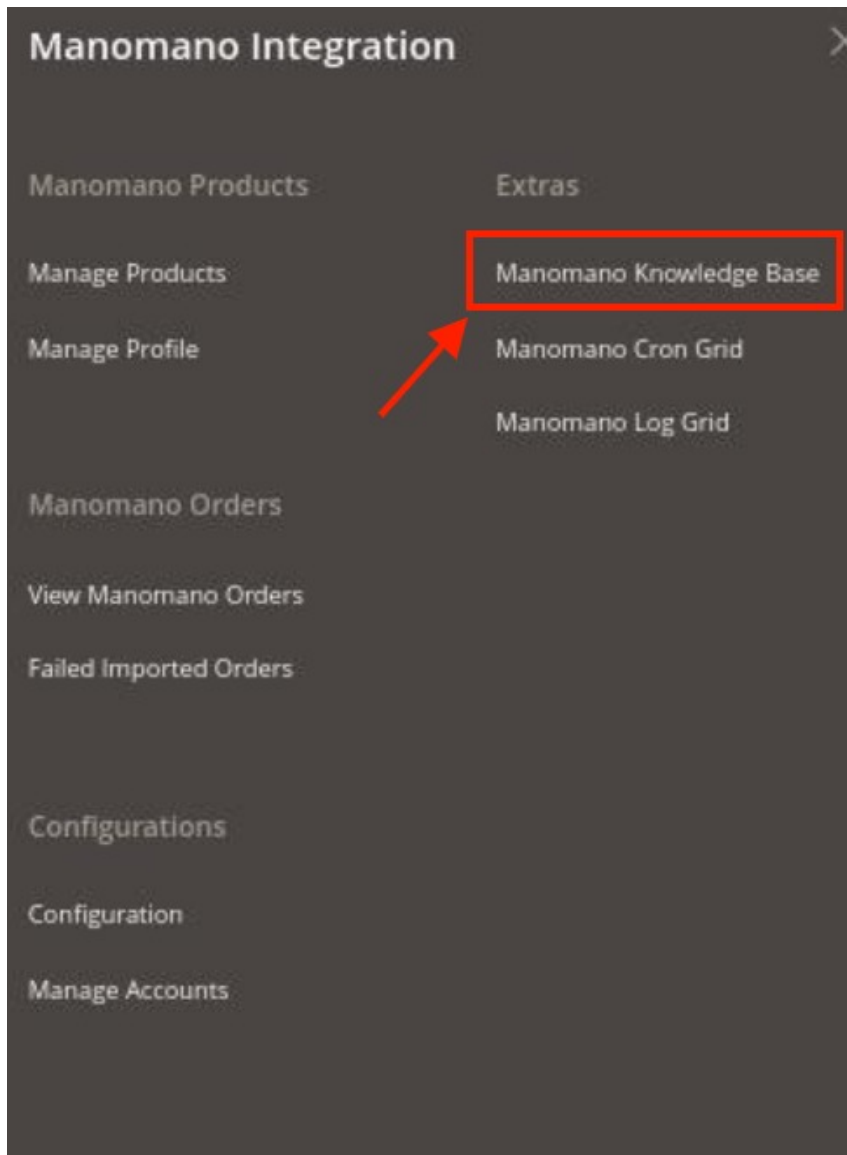 Manomano Integration
Manomano Products
Manage Products
Manage Profile
Manomano Orders
View Manomano Orders
Failed Imported Orders
Configurations
Configuration
Manage Accounts
Extras
Manomano Knowledge Base
Manomano Cron Grid
Manomano Log Grid